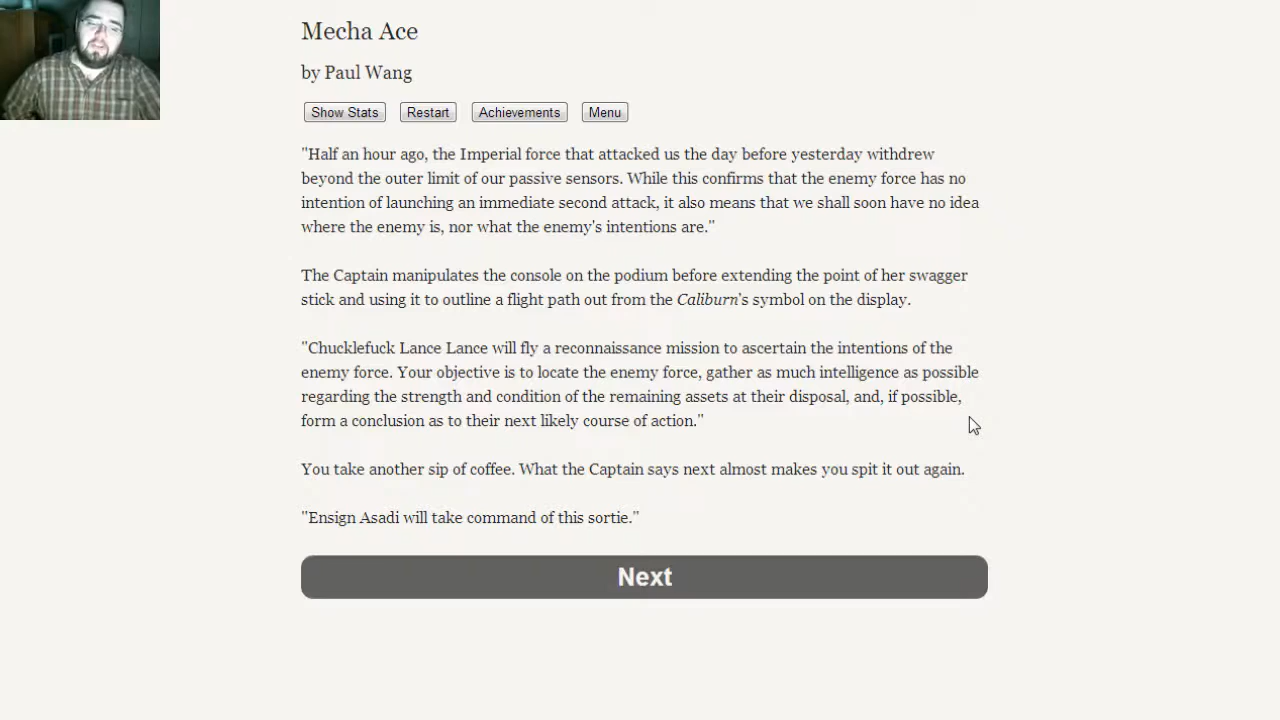 Mecha Ace
by Paul Wang
Show Stats Restart Achievements Menu
"Half an hour ago, the Imperial force that attacked us the day before yesterday withdrew
beyond the outer limit of our passive sensors. While this confirms that the enemy force has no
intention of launching an immediate second attack, it also means that we shall soon have no idea
where the enemy is, nor what the enemy's intentions are."
The Captain manipulates the console on the podium before extending the point of her swagger
stick and using it to outline a flight path out from the Caliburn's symbol on the display.
"Chucklefuck Lance Lance will fly a reconnaissance mission to ascertain the intentions of the
enemy force. Your objective is to locate the enemy force, gather as much intelligence as possible
regarding the strength and condition of the remaining assets at their disposal, and, if possible,
form a conclusion as to their next likely course of action."
You take another sip of coffee. What the Captain says next almost makes you spit it out again.
"Ensign Asadi will take command of this sortie."
Next